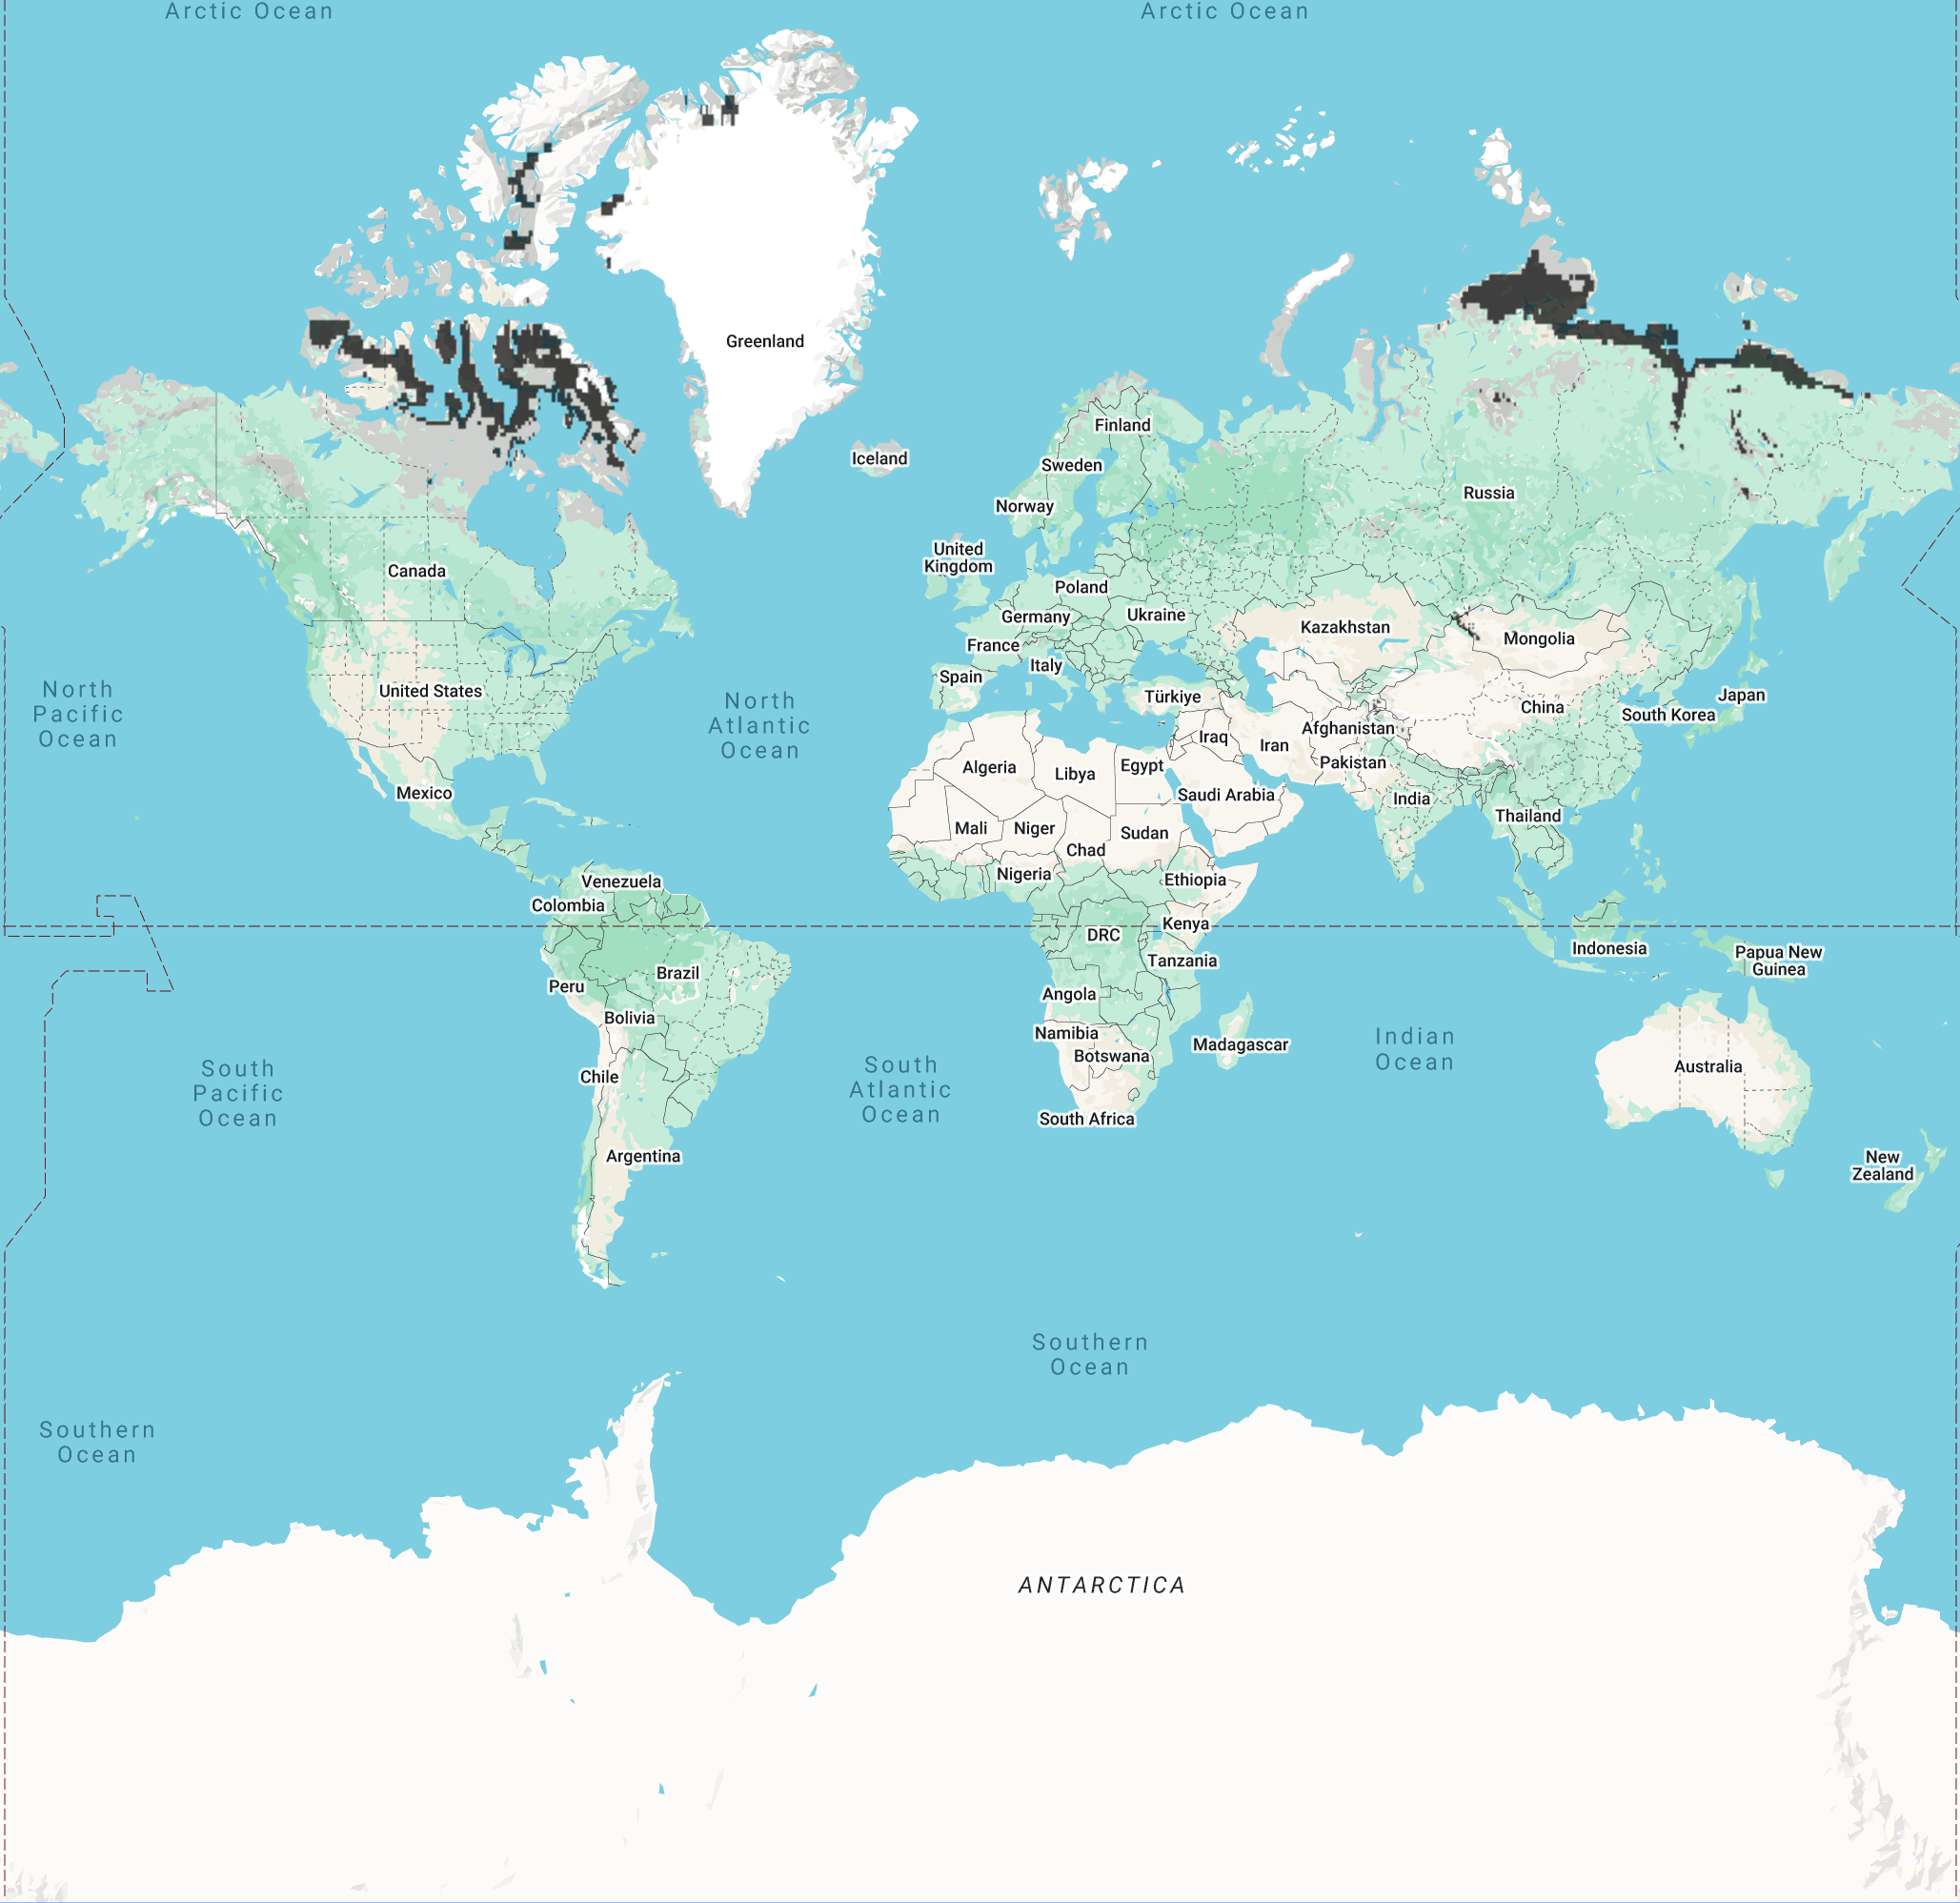 Arctic Ocean
Arctic Ocean
Greenland
Finland
Iceland
Sweden
Russia
Norway
United
Kingdom
Canada
Poland
Germany
Ukraine
Kazakhstan
Mongolia
France
Italy
Spain
United States
North
Pacific
Ocean
North
Atlantic
Ocean
Türkiye
Japan
China
South Korea
Afghanistan
Iraq
Iran
Pakistan
Algeria
Libya
Egypt
Mexico
Saudi Arabia
India
Thailand
Mali
Niger
Sudan
Chad
Nigeria
Ethiopia
Venezuela
Colombia
Kenya
DRC
Indonesia
Papua New
Guinea
Tanzania
Brazil
Peru
Angola
Bolivia
Namibia
Botswana
Madagascar
Indian
Ocean
Australia
Chile
South
Pacific
Ocean
South
Atlantic
Ocean
South Africa
Argentina
New
Zealand
Southern
Ocean
Southern
Ocean
ANTARCTICA